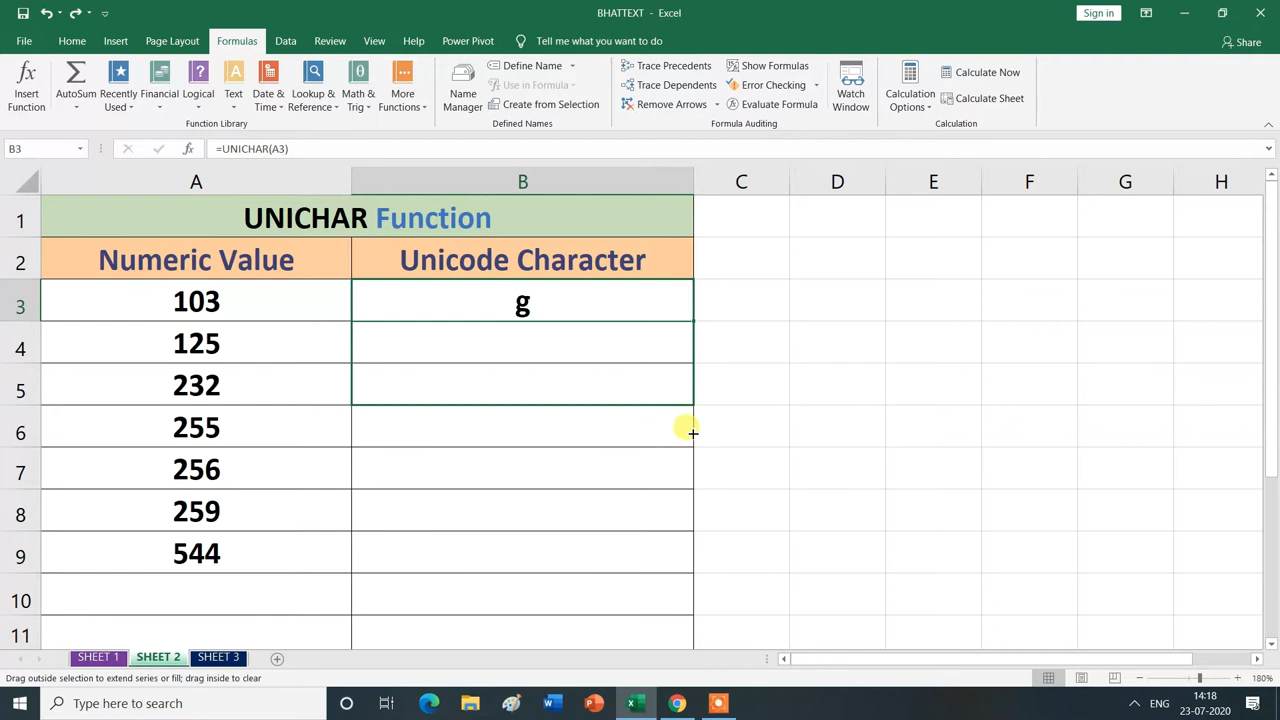 BHATTEXT - Excel
Sign in
File Home Insert Page Layout Formulas Data Review View Help Power Pivot Tell me what you want to do Share
Insert Function
AutoSum
Recently Used
Financial
Logical
Text
Date & Time
Lookup & Reference
Math & Trig
More Functions
Function Library
Name Manager
Define Name
Use in Formula
Create from Selection
Defined Names
Trace Precedents
Trace Dependents
Remove Arrows
Show Formulas
Error Checking
Evaluate Formula
Formula Auditing
Watch Window
Calculation Options
Calculate Now
Calculate Sheet
Calculation
B3 fx =UNICHAR(A3)
A B C D E F G H
1 UNICHAR Function
2 Numeric Value Unicode Character
3 103 g
4 125
5 232
6 255
7 256
8 259
9 544
10
11
SHEET 1 SHEET 2 SHEET 3
Drag outside selection to extend series or fill; drag inside to clear
180%
Type here to search
ENG
14:18
23-07-2020